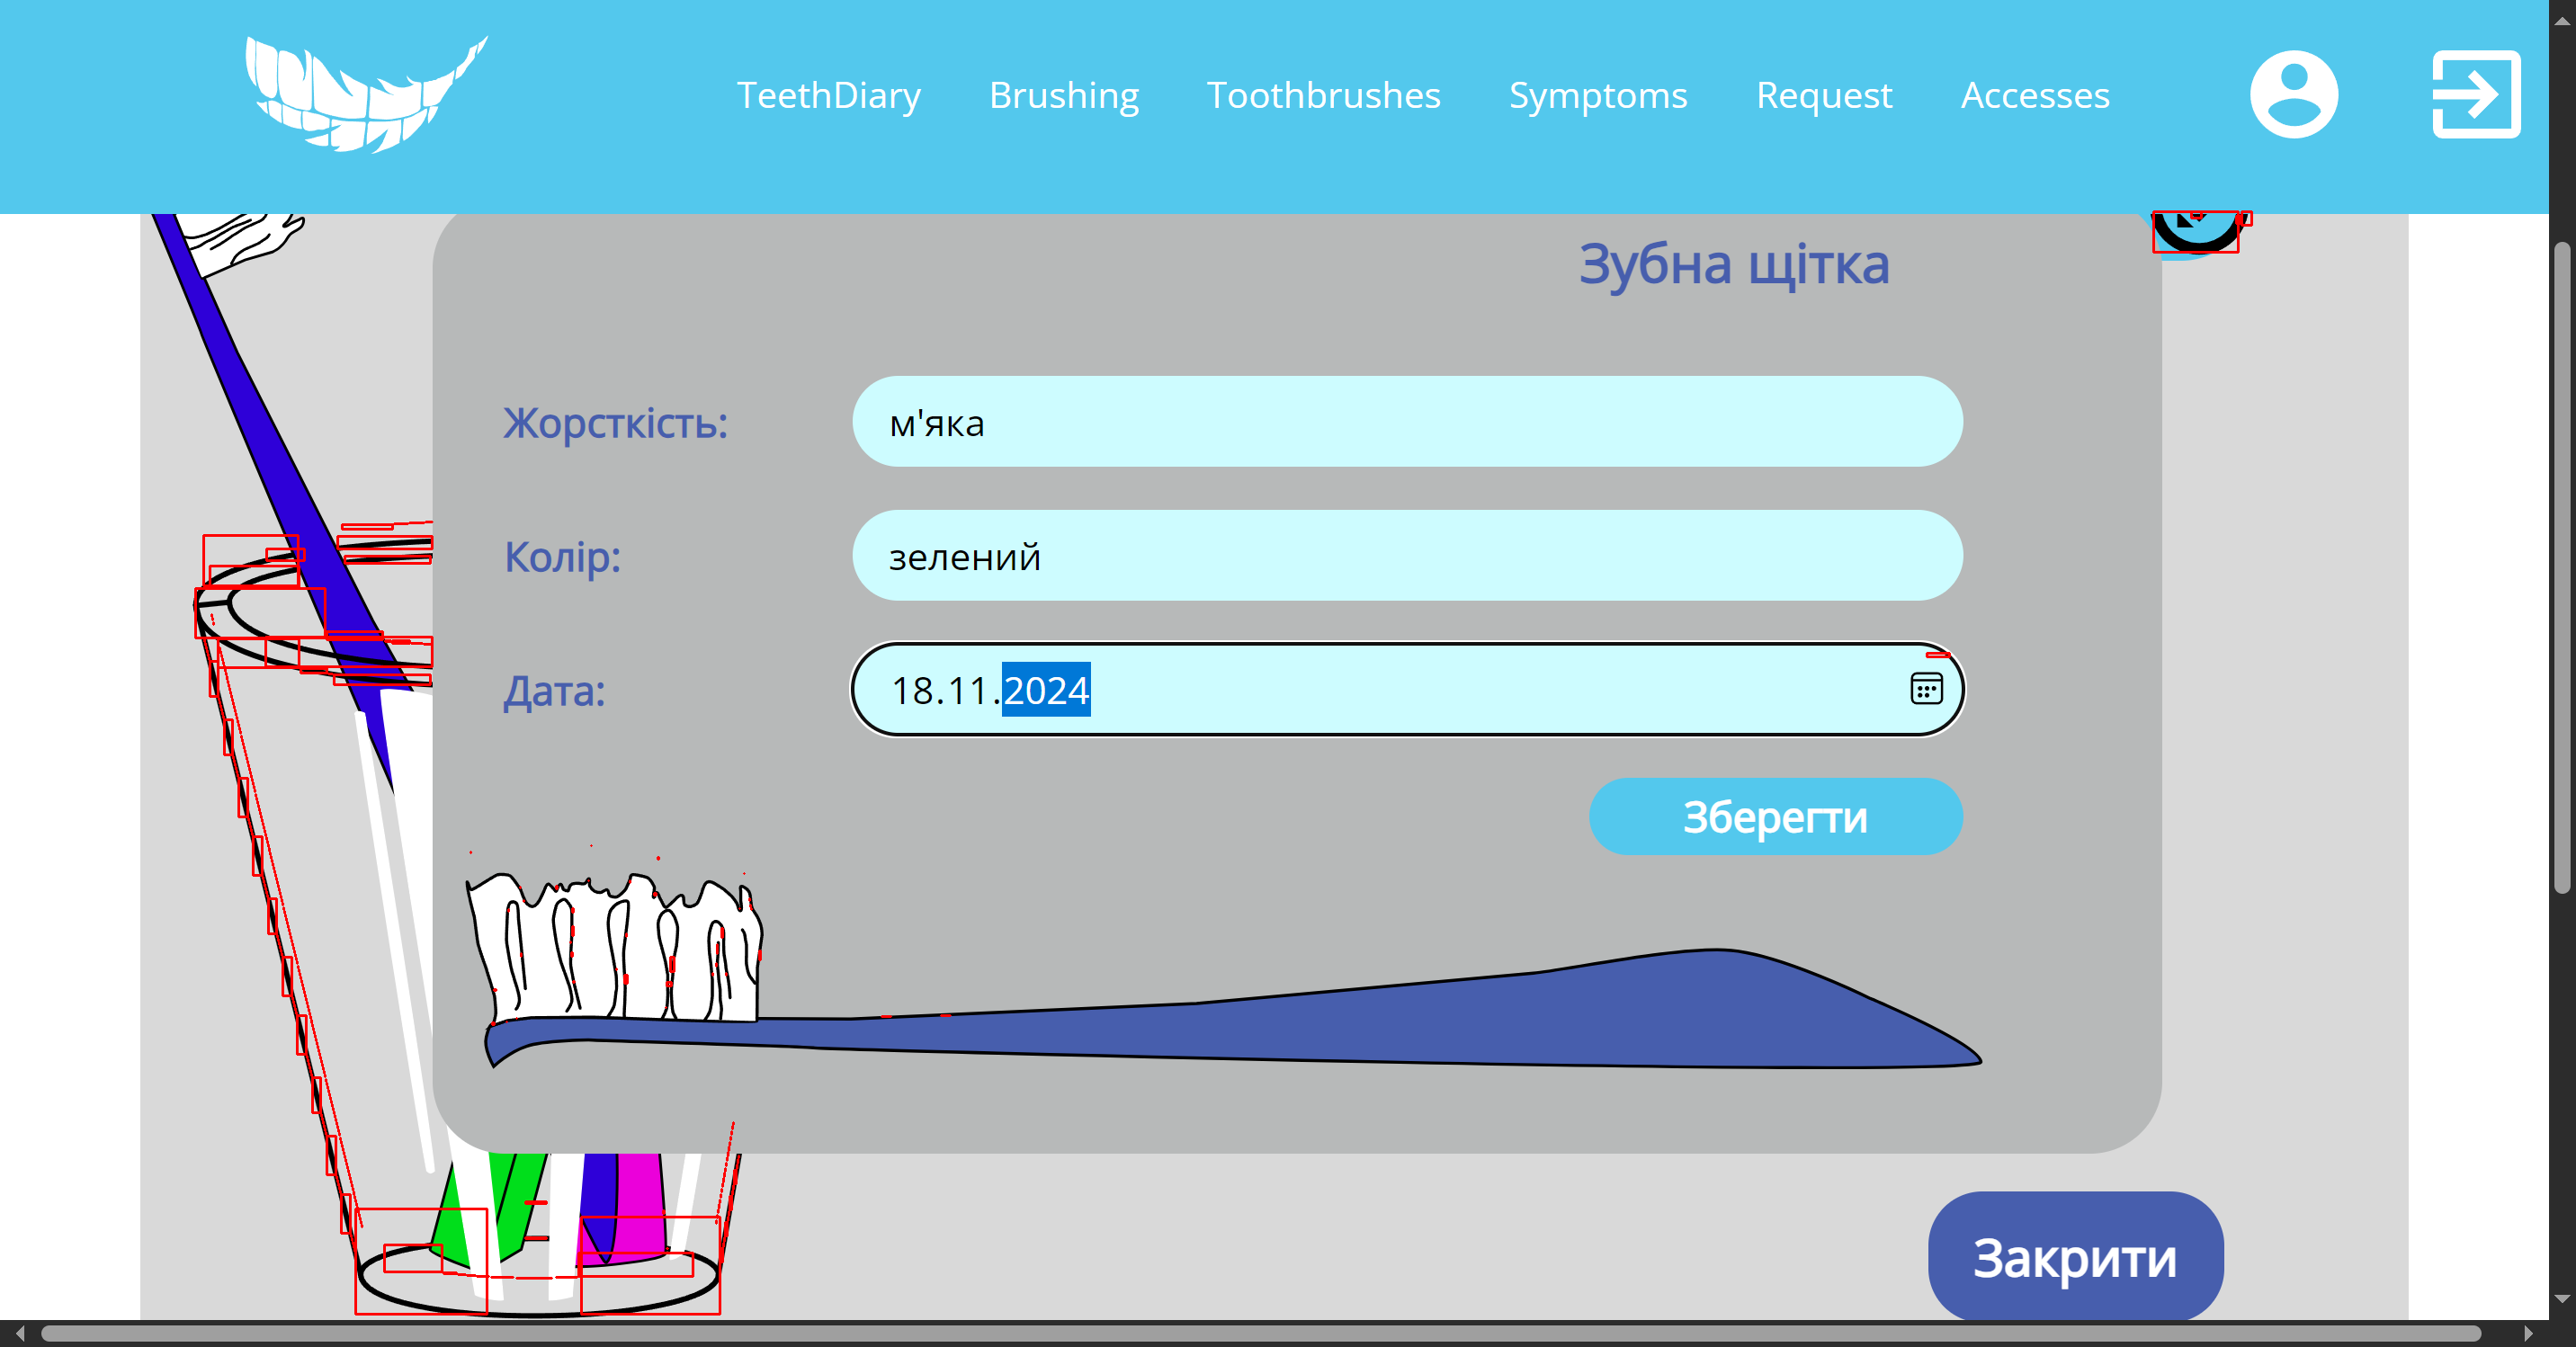 TeethDiary Brushing Toothbrushes Symptoms Request Accesses
Зубна щітка
Жорсткість: м'яка
Колір: зелений
Дата: 18.11.2024
Зберегти
Закрити